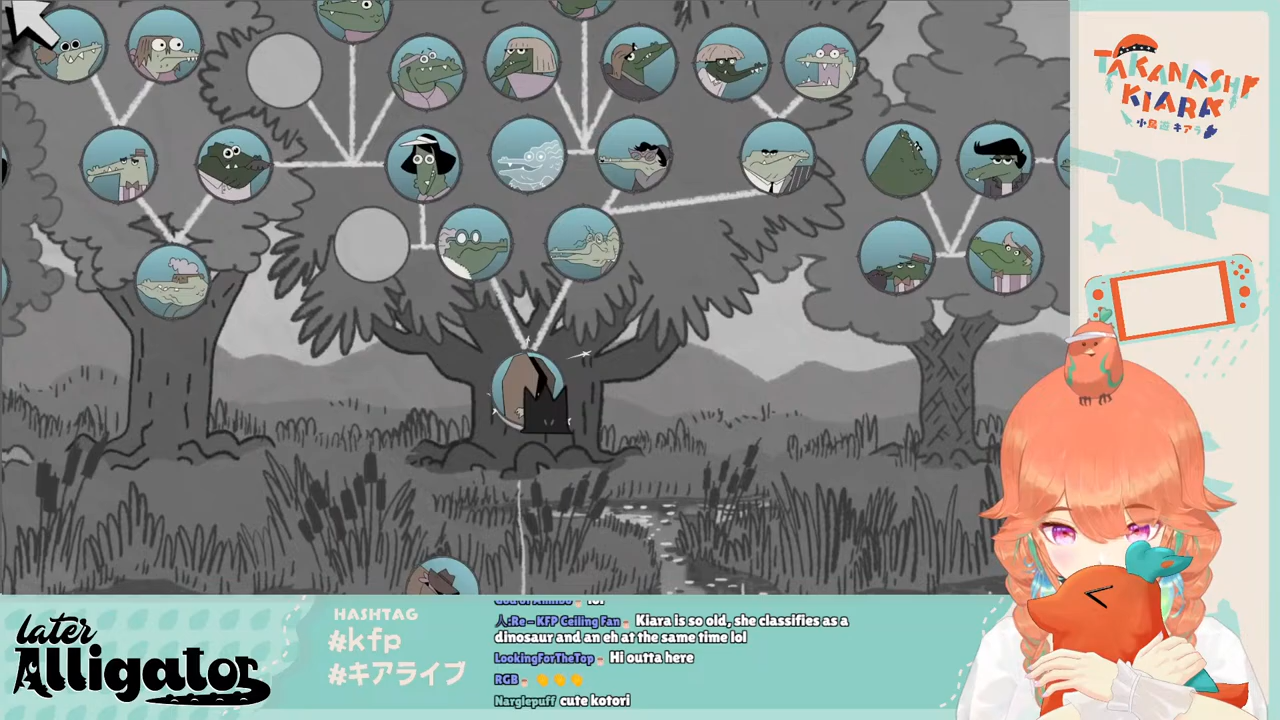 TAKANASHI
KIARA
小鳥遊 キアラ
later
Alligator
HASHTAG
#kfp
#キアライブ
lol
人:Re-KFP Ceiling Fan Kiara is so old, she classifies as a
dinosaur and an eh at the same time lol
LookingForTheTop Hi outta here
RGB
Narglepuff cute kotori